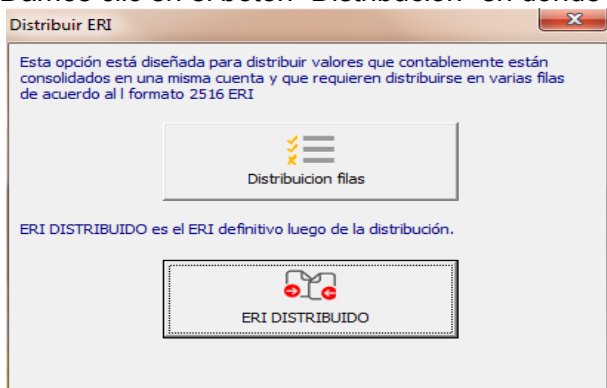 Damos clic en el botón "Distribución" en donde
Distribuir ERI
Esta opción está diseñada para distribuir valores que contablemente están
consolidados en una misma cuenta y que requieren distribuirse en varias filas
de acuerdo al l formato 2516 ERI
Distribuicion filas
ERI DISTRIBUIDO es el ERI definitivo luego de la distribución.
ERI DISTRIBUIDO